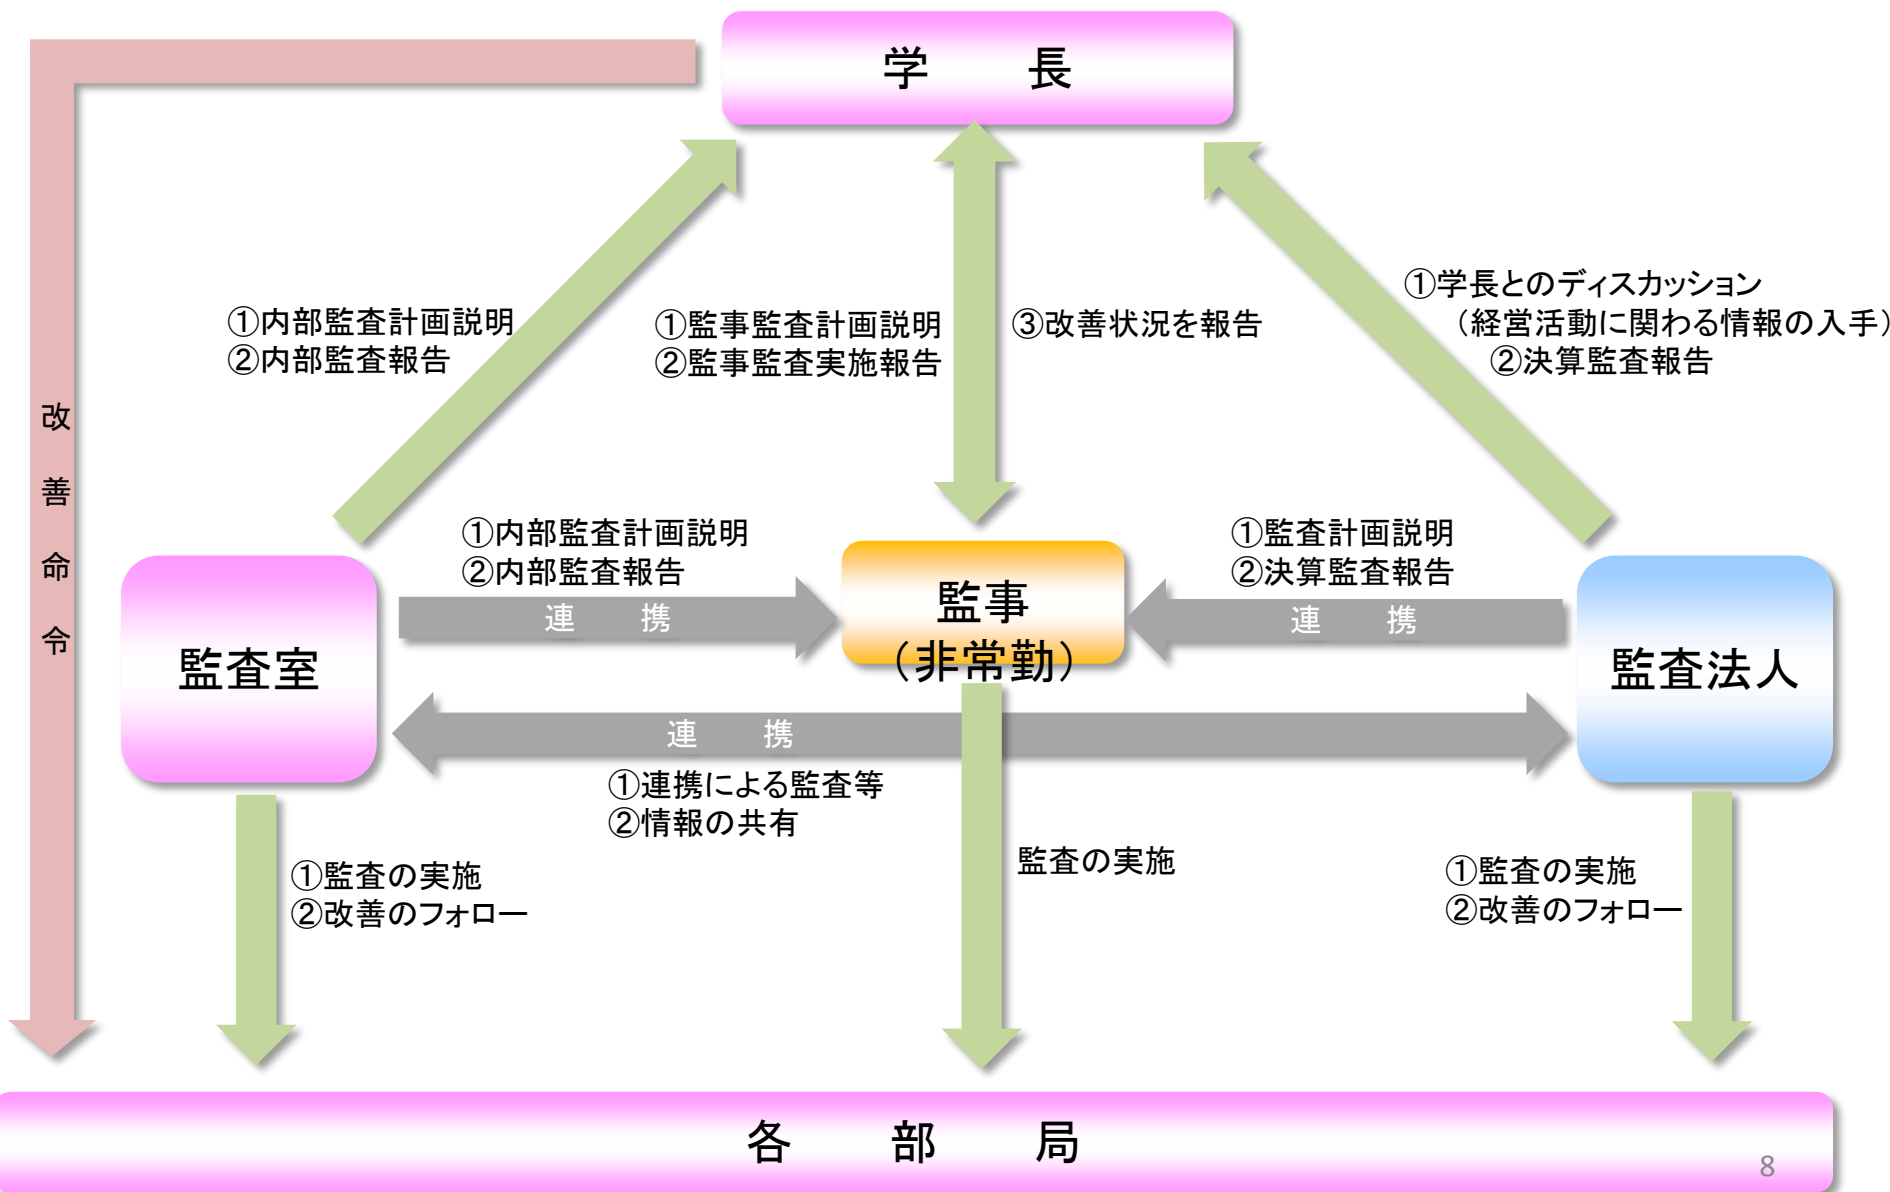 学　　長
①内部監査計画説明
②内部監査報告
①監事監査計画説明
②監事監査実施報告
③改善状況を報告
①学長とのディスカッション
（経営活動に関わる情報の入手）
②決算監査報告
改善命令
①内部監査計画説明
②内部監査報告
連　　携
監事
（非常勤）
①監査計画説明
②決算監査報告
連　　携
監査室
監査法人
連　　携
①連携による監査等
②情報の共有
①監査の実施
②改善のフォロー
監査の実施
①監査の実施
②改善のフォロー
各　　部　　局
8